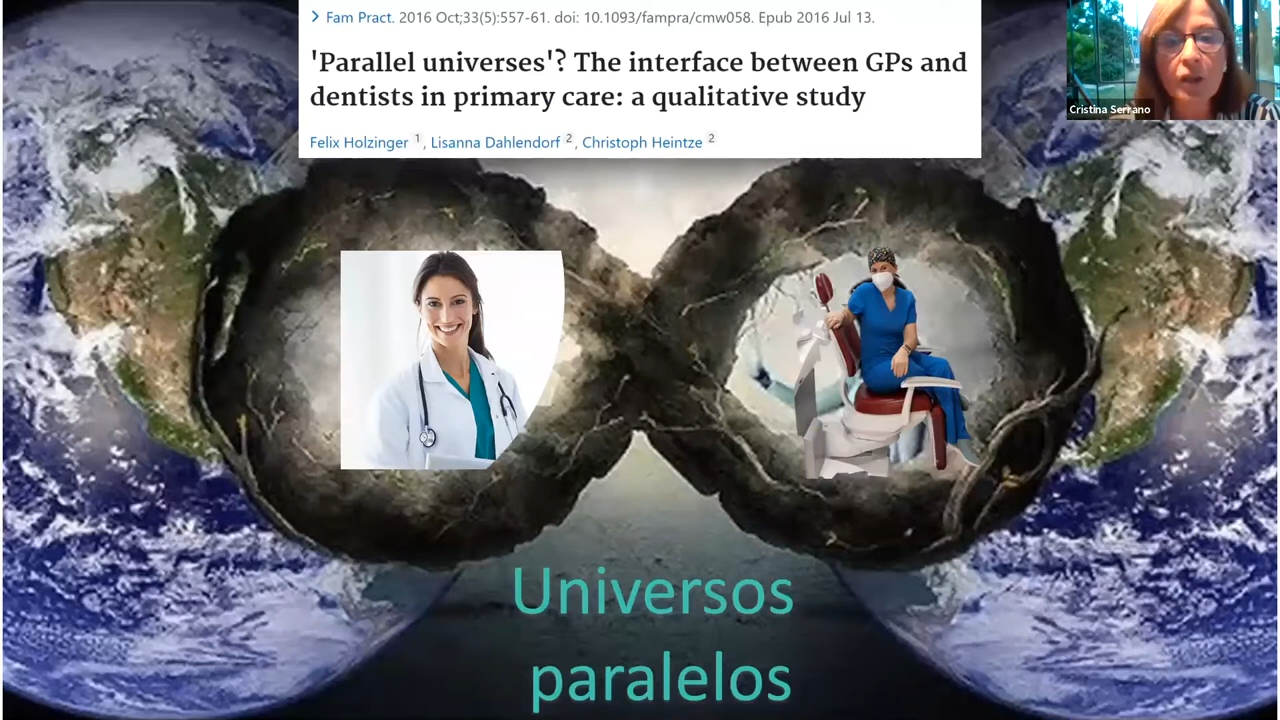 > Fam Pract. 2016 Oct;33(5):557-61. doi: 10.1093/fampra/cmw058. Epub 2016 Jul 13.
'Parallel universes'? The interface between GPs and
dentists in primary care: a qualitative study
Felix Holzinger 1, Lisanna Dahlendorf 2, Christoph Heintze 2
Cristina Serrano
Universos
paralelos